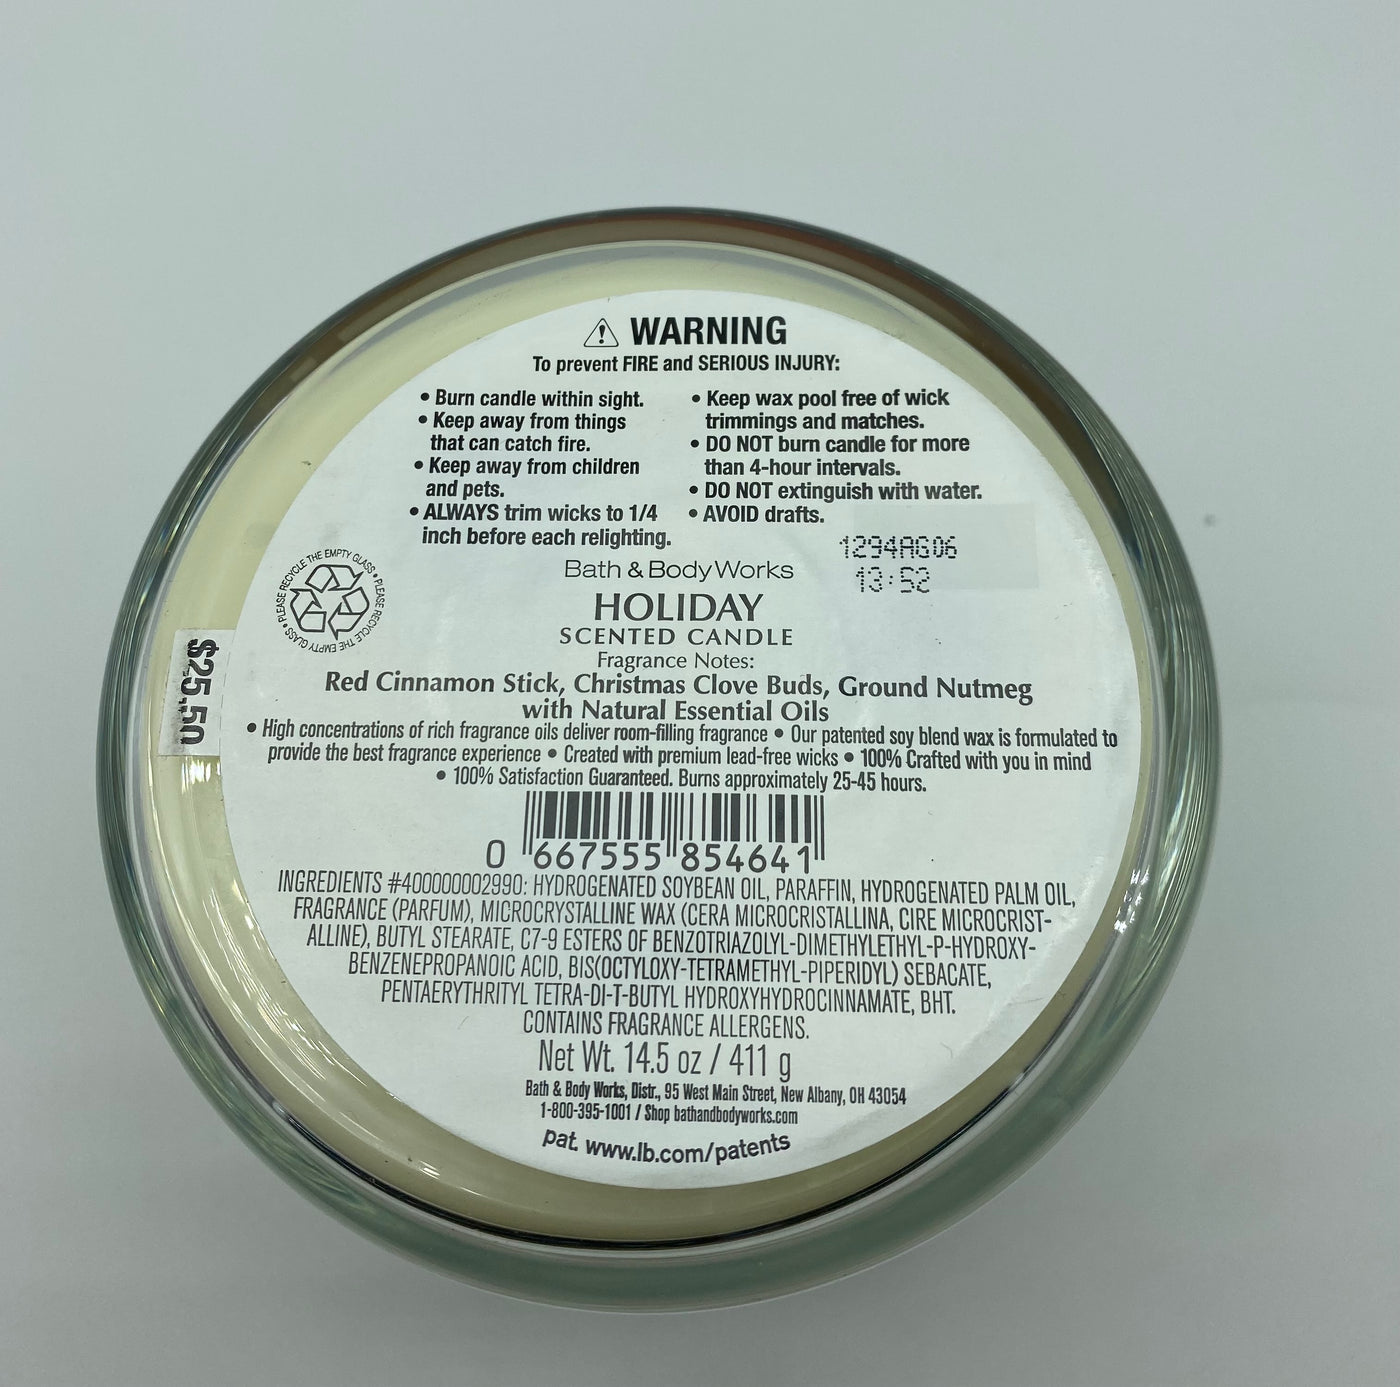 ⚠ WARNING
To prevent FIRE and SERIOUS INJURY:
• Burn candle within sight.
• Keep away from things
that can catch fire.
• Keep away from children
and pets.
• ALWAYS trim wicks to 1/4
inch before each relighting.
• Keep wax pool free of wick
trimmings and matches.
• DO NOT burn candle for more
than 4-hour intervals.
• DO NOT extinguish with water.
• AVOID drafts.
1294AG06
13:52
PLEASE RECYCLE THE EMPTY GLASS • PLEASE RECYCLE THE EMPTY GLASS •
Bath & Body Works
HOLIDAY
SCENTED CANDLE
Fragrance Notes:
Red Cinnamon Stick, Christmas Clove Buds, Ground Nutmeg
with Natural Essential Oils
• High concentrations of rich fragrance oils deliver room-filling fragrance • Our patented soy blend wax is formulated to
provide the best fragrance experience • Created with premium lead-free wicks • 100% Crafted with you in mind
• 100% Satisfaction Guaranteed. Burns approximately 25-45 hours.
$25.50
0 667555 854641
INGREDIENTS #400000002990: HYDROGENATED SOYBEAN OIL, PARAFFIN, HYDROGENATED PALM OIL,
FRAGRANCE (PARFUM), MICROCRYSTALLINE WAX (CERA MICROCRISTALLINA, CIRE MICROCRIST-
ALLINE), BUTYL STEARATE, C7-9 ESTERS OF BENZOTRIAZOLYL-DIMETHYLETHYL-P-HYDROXY-
BENZENEPROPANOIC ACID, BIS(OCTYLOXY-TETRAMETHYL-PIPERIDYL) SEBACATE,
PENTAERYTHRITYL TETRA-DI-T-BUTYL HYDROXYHYDROCINNAMATE, BHT.
CONTAINS FRAGRANCE ALLERGENS.
Net Wt. 14.5 oz / 411 g
Bath & Body Works, Distr., 95 West Main Street, New Albany, OH 43054
1-800-395-1001 / Shop bathandbodyworks.com
pat. www.lb.com/patents